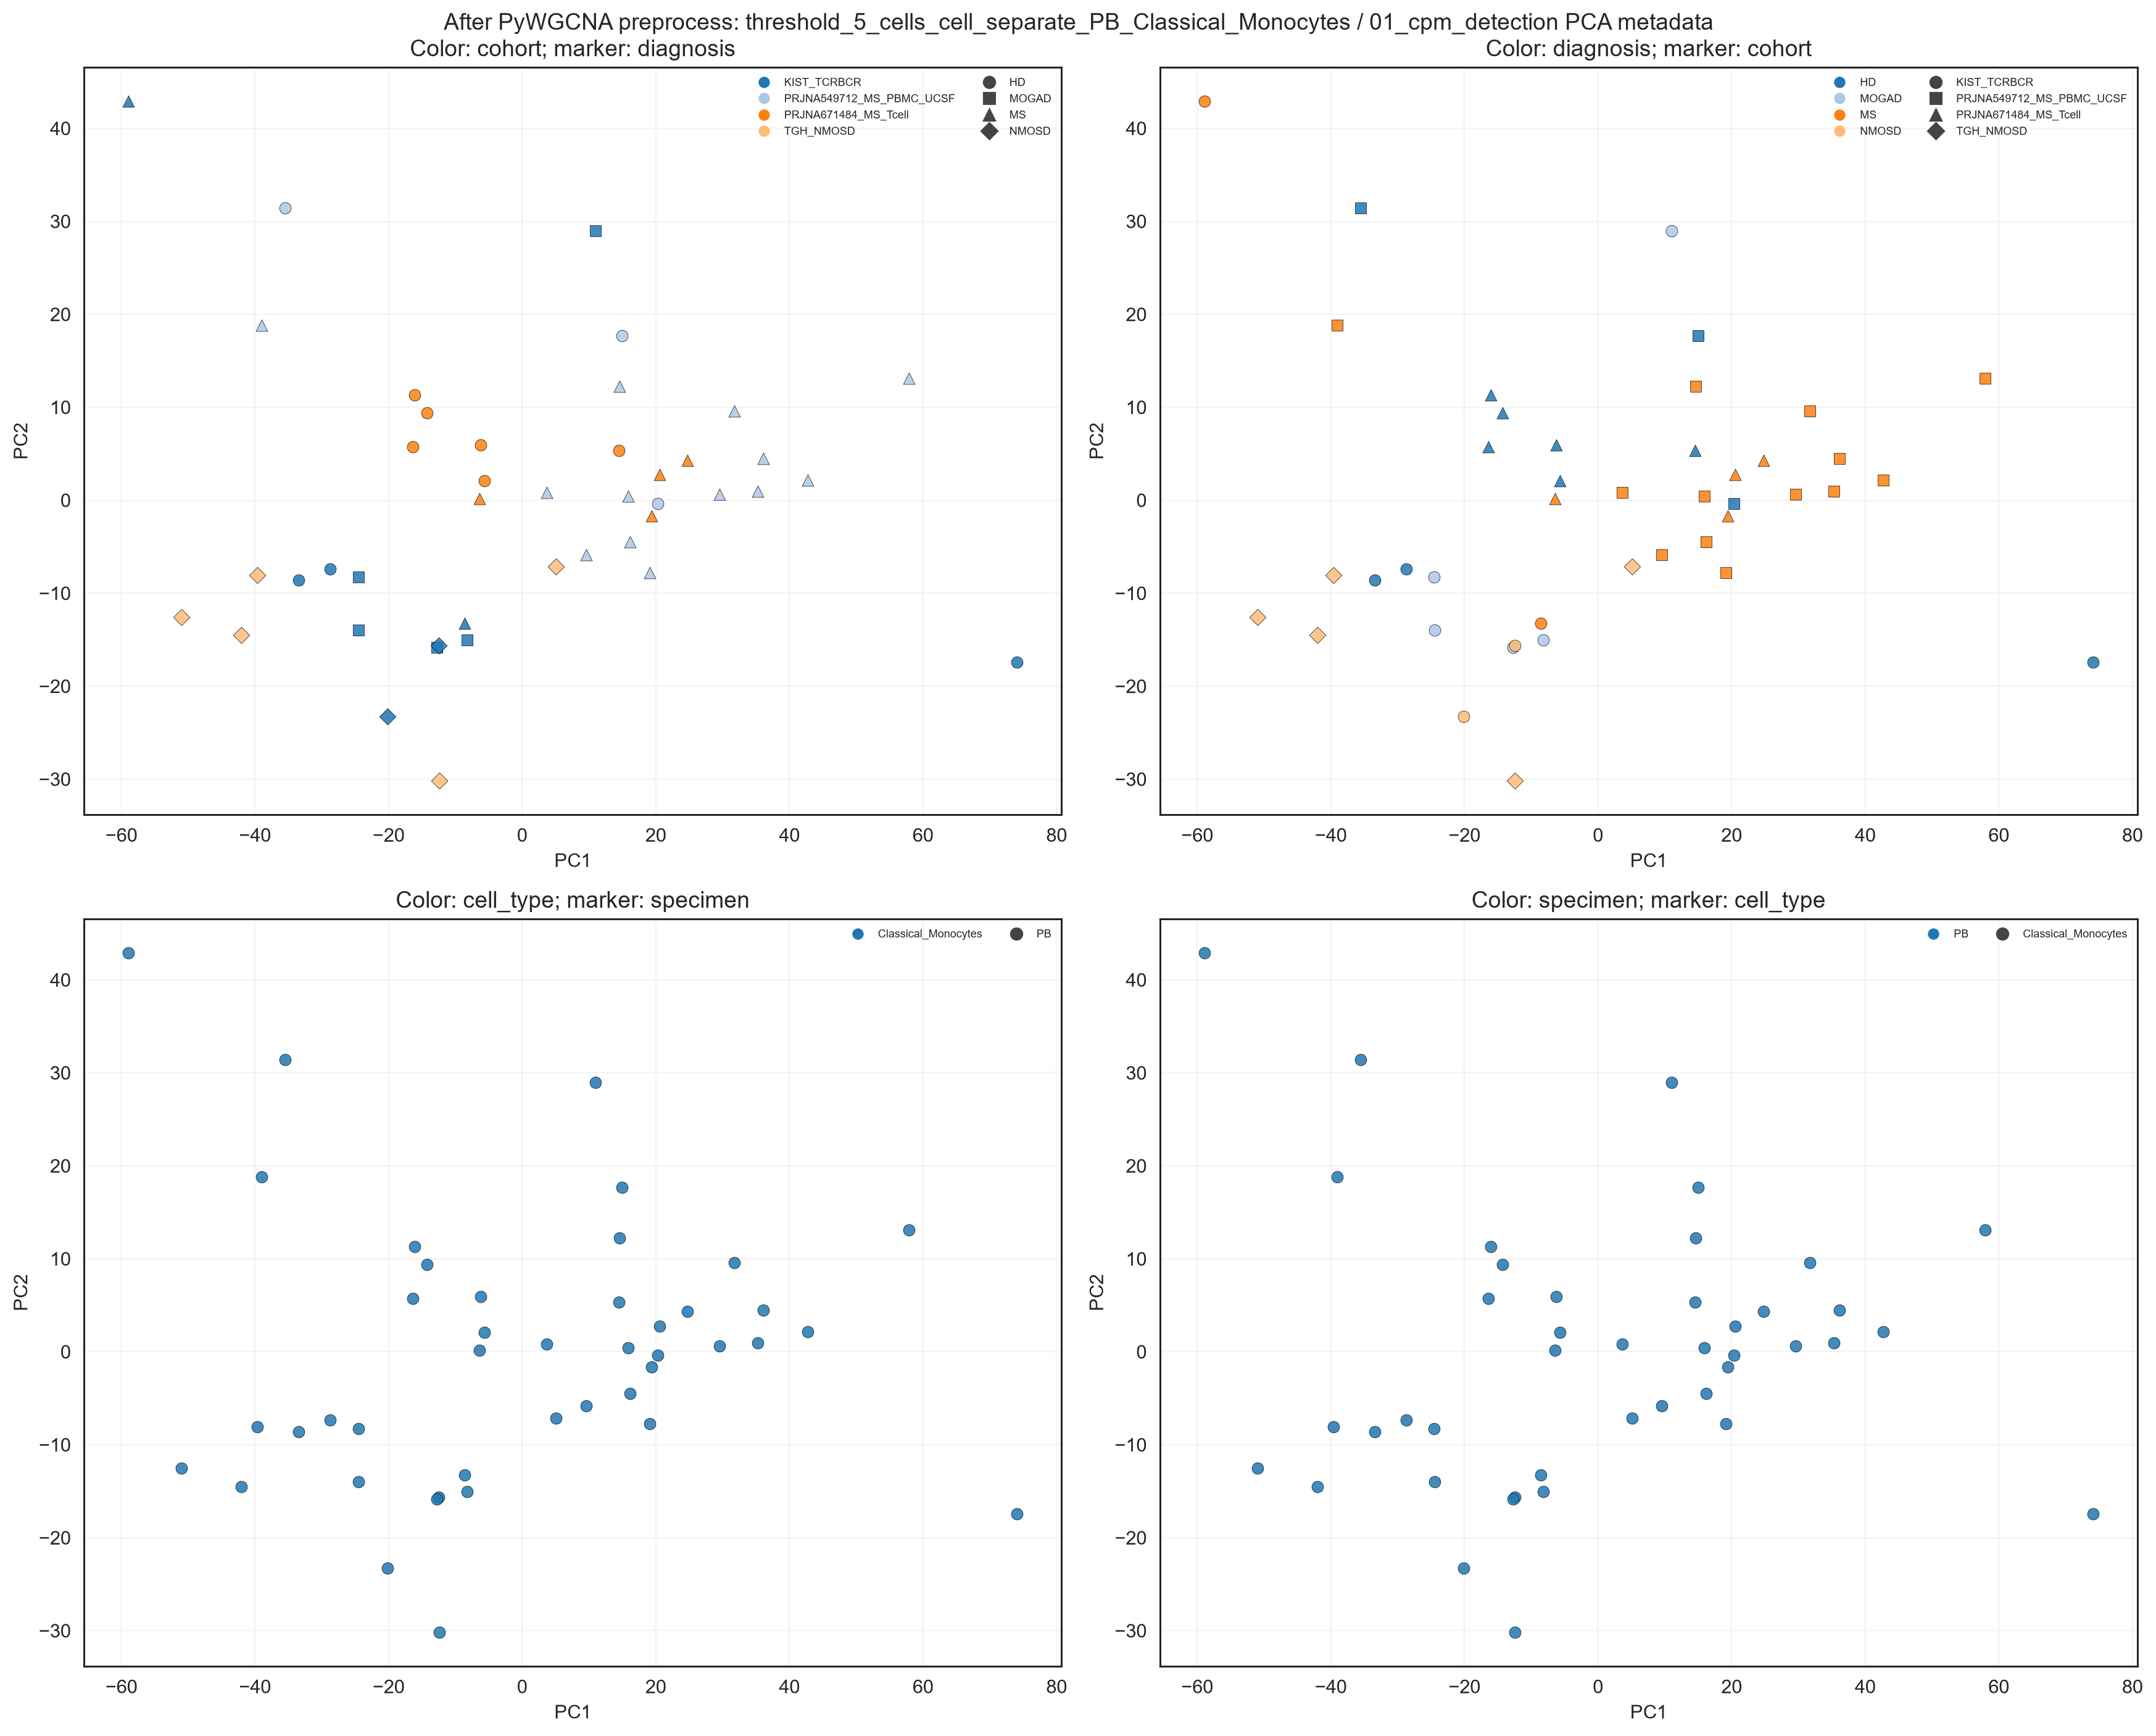 After PyWGCNA preprocess: threshold_5_cells_cell_separate_PB_Classical_Monocytes / 01_cpm_detection PCA metadata
Color: cohort; marker: diagnosis
KIST_TCRBCR
PRJNA549712_MS_PBMC_UCSF
PRJNA671484_MS_Tcell
TGH_NMOSD
HD
MOGAD
MS
NMOSD
40
30
20
10
0
−10
−20
−30
PC2
−60 −40 −20 0 20 40 60 80
PC1
Color: diagnosis; marker: cohort
HD
MOGAD
MS
NMOSD
KIST_TCRBCR
PRJNA549712_MS_PBMC_UCSF
PRJNA671484_MS_Tcell
TGH_NMOSD
40
30
20
10
0
−10
−20
−30
PC2
−60 −40 −20 0 20 40 60 80
PC1
Color: cell_type; marker: specimen
Classical_Monocytes
PB
40
30
20
10
0
−10
−20
−30
PC2
−60 −40 −20 0 20 40 60 80
PC1
Color: specimen; marker: cell_type
PB
Classical_Monocytes
40
30
20
10
0
−10
−20
−30
PC2
−60 −40 −20 0 20 40 60 80
PC1